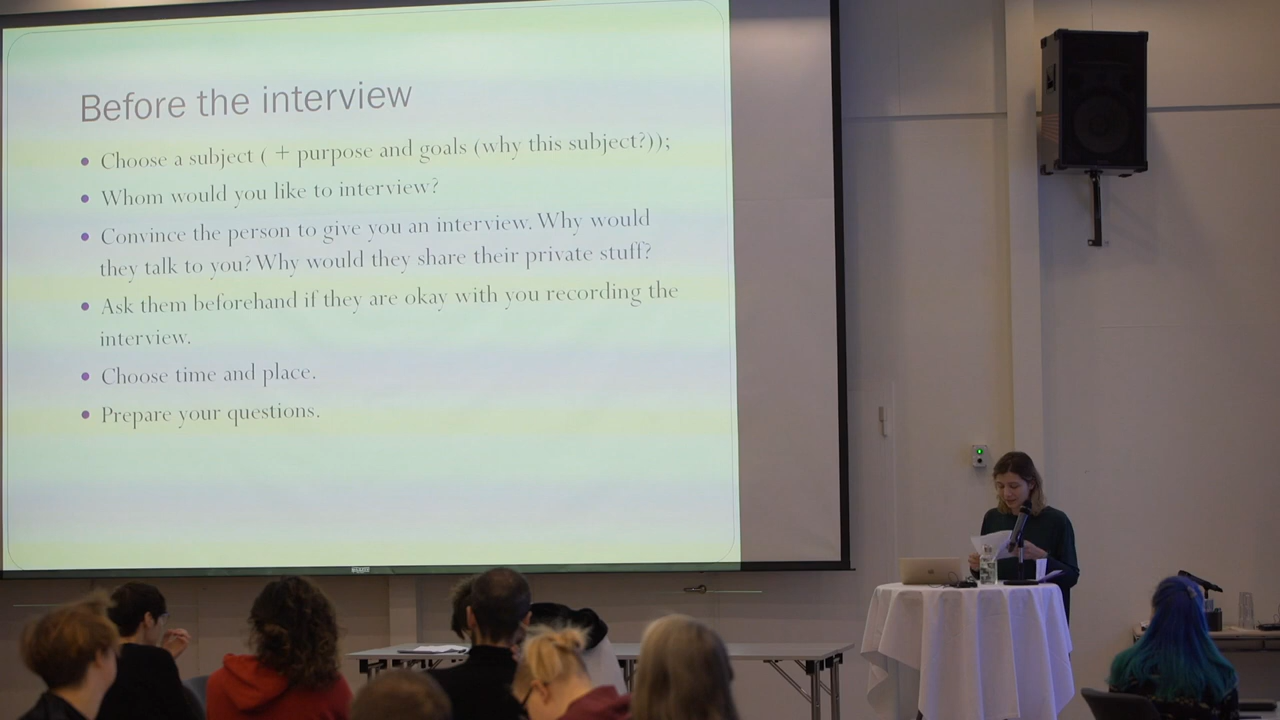 Before the interview
• Choose a subject ( + purpose and goals (why this subject?));
• Whom would you like to interview?
• Convince the person to give you an interview. Why would
they talk to you? Why would they share their private stuff?
• Ask them beforehand if they are okay with you recording the
interview.
• Choose time and place.
• Prepare your questions.